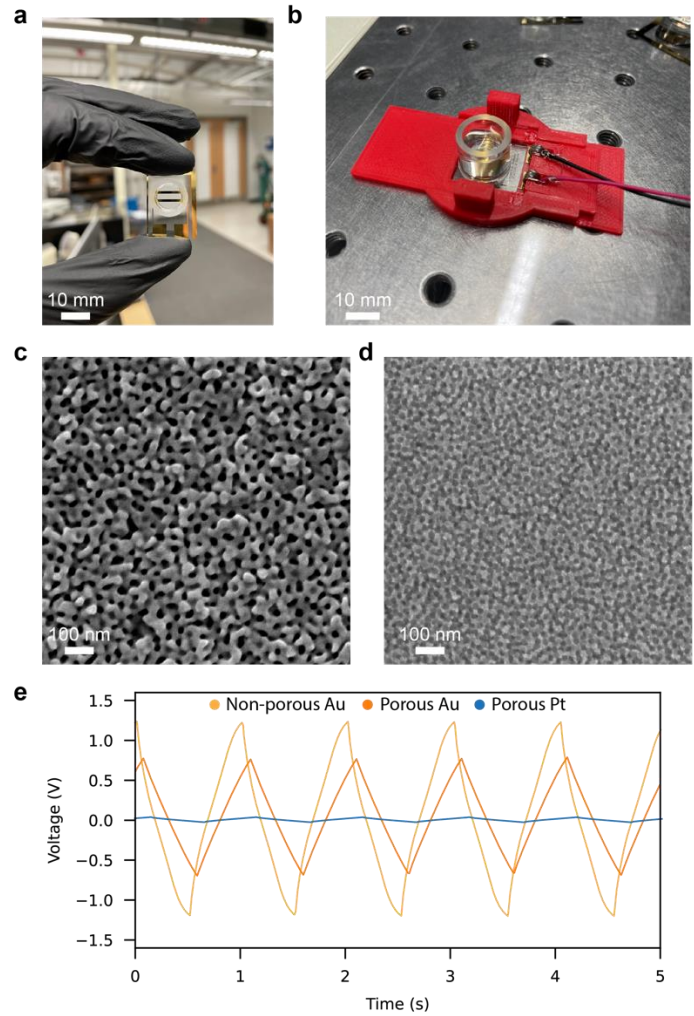 a
b
10 mm
10 mm
c
d
100 nm
100 nm
e
Non-porous Au
Porous Au
Porous Pt
1.5
1.0
0.5
0.0
−0.5
−1.0
−1.5
Voltage (V)
0
1
2
3
4
5
Time (s)